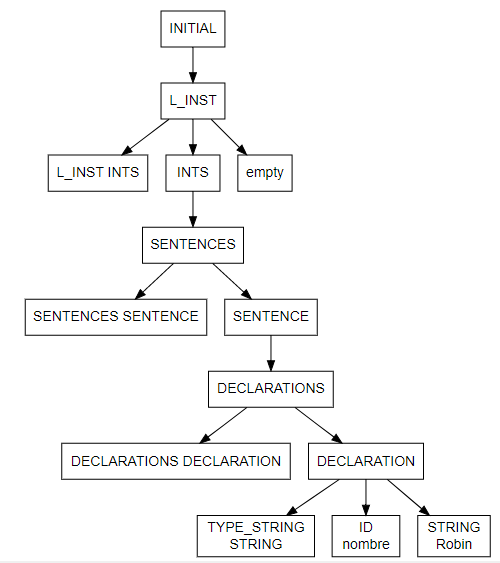 INITIAL
L_INST
L_INST INTS
INTS
empty
SENTENCES
SENTENCES SENTENCE
SENTENCE
DECLARATIONS
DECLARATIONS DECLARATION
DECLARATION
TYPE_STRING
STRING
ID
nombre
STRING
Robin